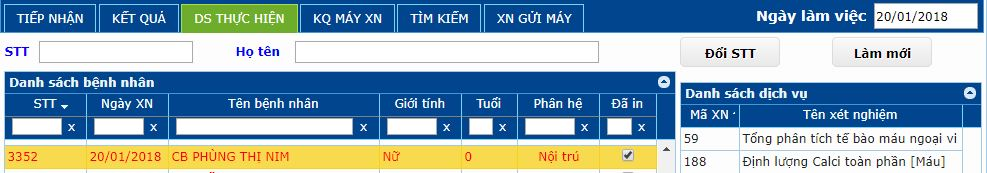 TIẾP NHẬN KẾT QUẢ DS THỰC HIỆN KQ MÁY XN TÌM KIẾM XN GỬI MÁY Ngày làm việc 20/01/2018
STT Họ tên Đổi STT Làm mới
Danh sách bệnh nhân
STT Ngày XN Tên bệnh nhân Giới tính Tuổi Phân hệ Đã in
x x x x x x x
3352 20/01/2018 CB PHÙNG THỊ NIM Nữ 0 Nội trú
Danh sách dịch vụ
Mã XN Tên xét nghiệm
59 Tổng phân tích tế bào máu ngoại vi
188 Định lượng Calci toàn phần [Máu]